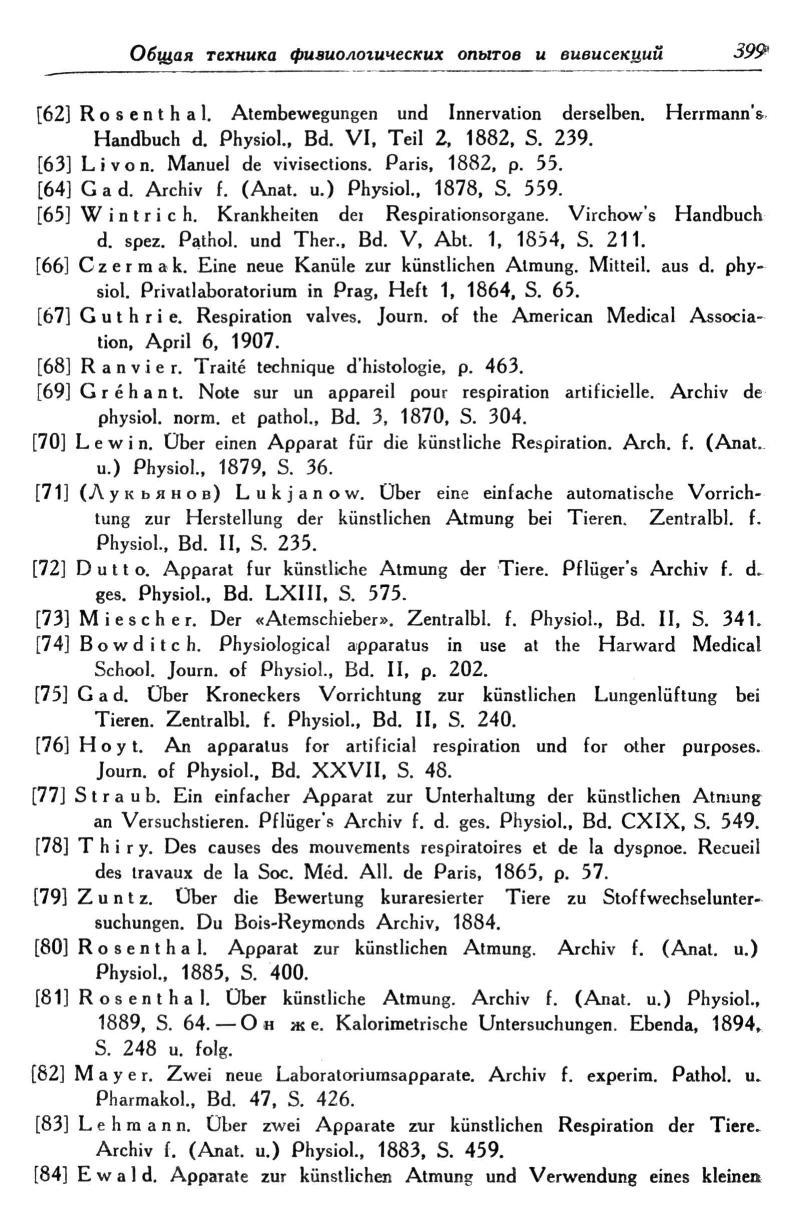 Общая техника физиологических опытов и вивисекций 399
[62] Rosenthal. Atembewegungen und Innervation derselben. Herrmann's
Handbuch d. Physiol., Bd. VI, Teil 2, 1882, S. 239.
[63] Livon. Manuel de vivisections. Paris, 1882, p. 55.
[64] Gad. Archiv f. (Anat. u.) Physiol., 1878, S. 559.
[65] Wintrich. Krankheiten der Respirationsorgane. Virchow's Handbuch
d. spez. Pathol. und Ther., Bd. V, Abt. 1, 1854, S. 211.
[66] Czermak. Eine neue Kanüle zur künstlichen Atmung. Mitteil. aus d. phy-
siol. Privatlaboratorium in Prag, Heft 1, 1864, S. 65.
[67] Guthrie. Respiration valves. Journ. of the American Medical Associa-
tion, April 6, 1907.
[68] Ranvier. Traité technique d'histologie, p. 463.
[69] Gréhant. Note sur un appareil pour respiration artificielle. Archiv de
physiol. norm. et pathol., Bd. 3, 1870, S. 304.
[70] Lewin. Über einen Apparat für die künstliche Respiration. Arch. f. (Anat.
u.) Physiol., 1879, S. 36.
[71] (Лукьянов) Lukjanow. Über eine einfache automatische Vorrich-
tung zur Herstellung der künstlichen Atmung bei Tieren. Zentralbl. f.
Physiol., Bd. II, S. 235.
[72] Dutto. Apparat fur künstliche Atmung der Tiere. Pflüger's Archiv f. d.
ges. Physiol., Bd. LXIII, S. 575.
[73] Miescher. Der «Atemschieber». Zentralbl. f. Physiol., Bd. II, S. 341.
[74] Bowditch. Physiological apparatus in use at the Harward Medical
School. Journ. of Physiol., Bd. II, p. 202.
[75] Gad. Über Kroneckers Vorrichtung zur künstlichen Lungenlüftung bei
Tieren. Zentralbl. f. Physiol., Bd. II, S. 240.
[76] Hoyt. An apparatus for artificial respiration und for other purposes.
Journ. of Physiol., Bd. XXVII, S. 48.
[77] Straub. Ein einfacher Apparat zur Unterhaltung der künstlichen Atmung
an Versuchstieren. Pflüger's Archiv f. d. ges. Physiol., Bd. CXIX, S. 549.
[78] Thiry. Des causes des mouvements respiratoires et de la dyspnoe. Recueil
des travaux de la Soc. Méd. All. de Paris, 1865, p. 57.
[79] Zuntz. Über die Bewertung kuraresierter Tiere zu Stoffwechselunter-
suchungen. Du Bois-Reymonds Archiv, 1884.
[80] Rosenthal. Apparat zur künstlichen Atmung. Archiv f. (Anat. u.)
Physiol., 1885, S. 400.
[81] Rosenthal. Über künstliche Atmung. Archiv f. (Anat. u.) Physiol.,
1889, S. 64. — Он же. Kalorimetrische Untersuchungen. Ebenda, 1894,
S. 248 u. folg.
[82] Mayer. Zwei neue Laboratoriumsapparate. Archiv f. experim. Pathol. u.
Pharmakol., Bd. 47, S. 426.
[83] Lehmann. Über zwei Apparate zur künstlichen Respiration der Tiere.
Archiv f. (Anat. u.) Physiol., 1883, S. 459.
[84] Ewald. Apparate zur künstlichen Atmung und Verwendung eines kleinen